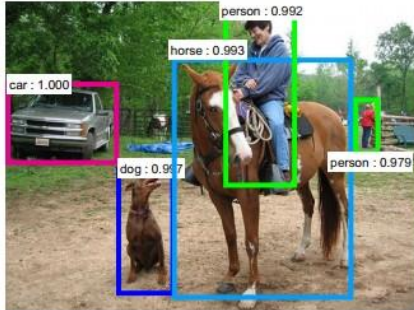 person : 0.992
horse : 0.993
car : 1.000
dog : 0.997
person : 0.979